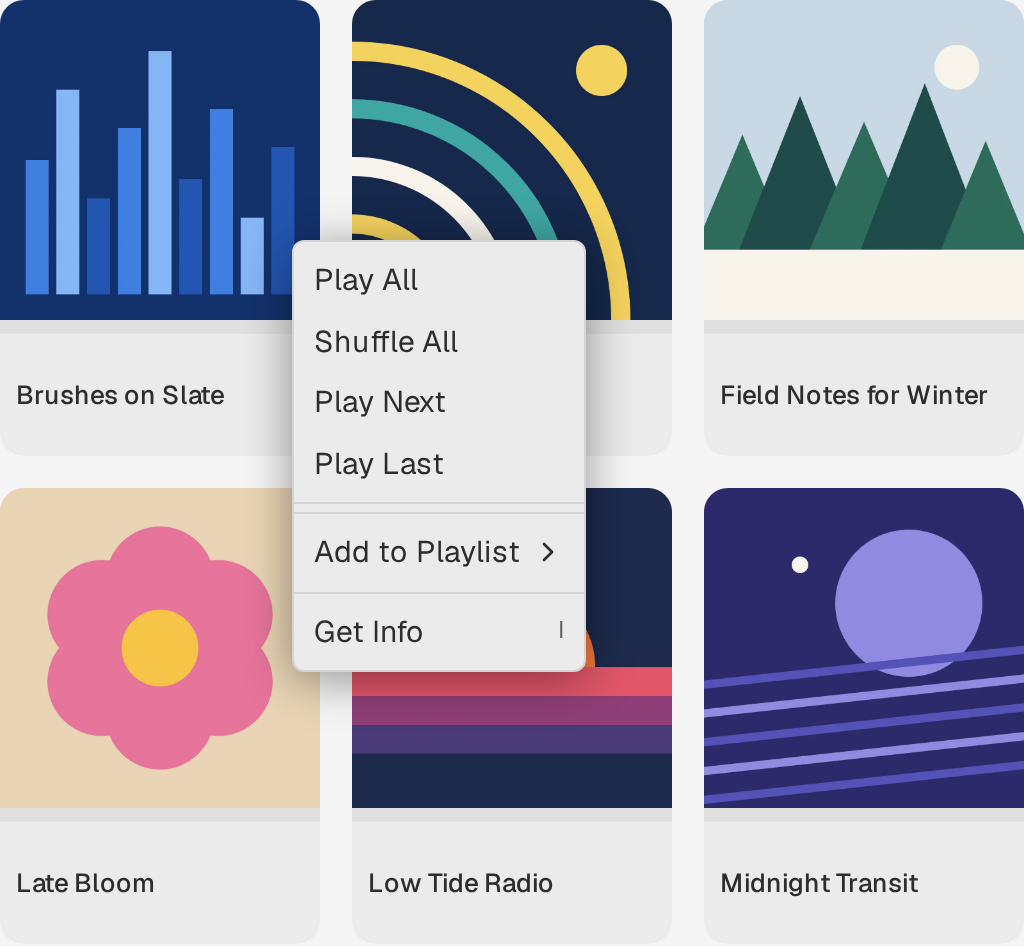 Play All
Shuffle All
Play Next
Play Last
Add to Playlist
Get Info I
Brushes on Slate
Field Notes for Winter
Late Bloom
Low Tide Radio
Midnight Transit